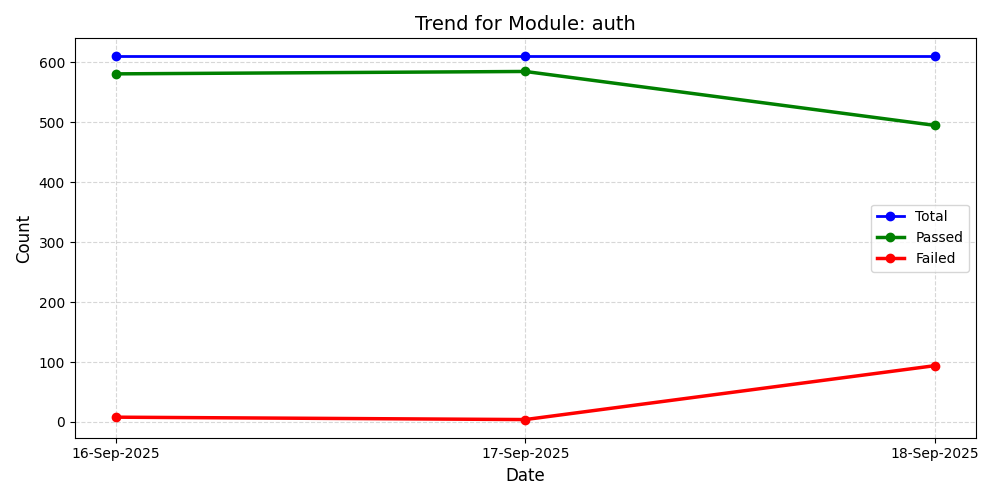 Trend for Module: auth
600
500
400
300
200
100
0
Count
Total
Passed
Failed
16-Sep-2025
17-Sep-2025
18-Sep-2025
Date